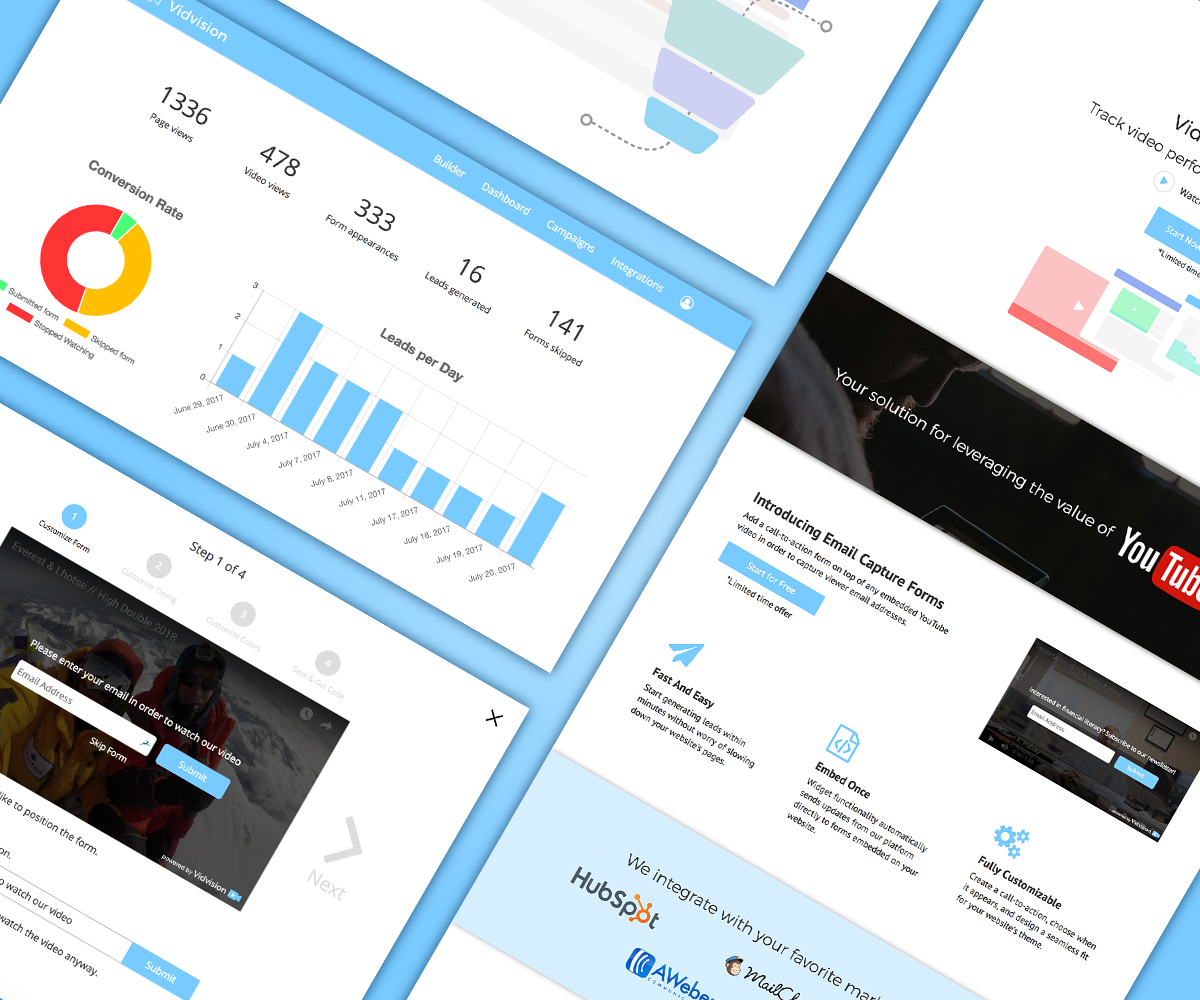 Vidvision
Builder
Dashboard
Campaigns
Integrations
1336
Page views
478
Video views
333
Form appearances
16
Leads generated
141
Forms skipped
Conversion Rate
Submitted form
Skipped form
Stopped Watching
Leads per Day
3
2
1
0
June 29, 2017
June 30, 2017
July 4, 2017
July 7, 2017
July 8, 2017
July 11, 2017
July 17, 2017
July 18, 2017
July 19, 2017
July 20, 2017
Step 1 of 4
1
Customize Form
2
Customize Timing
3
Customize Colors
4
Save & Get Code
Everest & Lhotse // High Double 2018
Please enter your email in order to watch our video
Email Address
Submit
Skip Form
powered by Vidvision
Next
like to position the form.
watch our video
watch the video anyway.
Submit
Track video
Start Now
*Limited time
Your solution for leveraging the value of
YouTube
Introducing Email Capture Forms
Add a call-to-action form on top of any embedded YouTube
video in order to capture viewer email addresses.
Start for Free
*Limited time offer
Fast And Easy
Start generating leads within
minutes without worry of slowing
down your website's pages.
Embed Once
Widget functionality automatically
sends updates from our platform
directly to forms embedded on your
website.
Fully Customizable
Create a call-to-action, choose when
it appears, and design a seamless fit
for your website's theme.
Interested in financial literacy? Subscribe to our newsletter!
Email Address
Submit
powered by Vidvision
We integrate with your favorite
HubSpot
AWeber